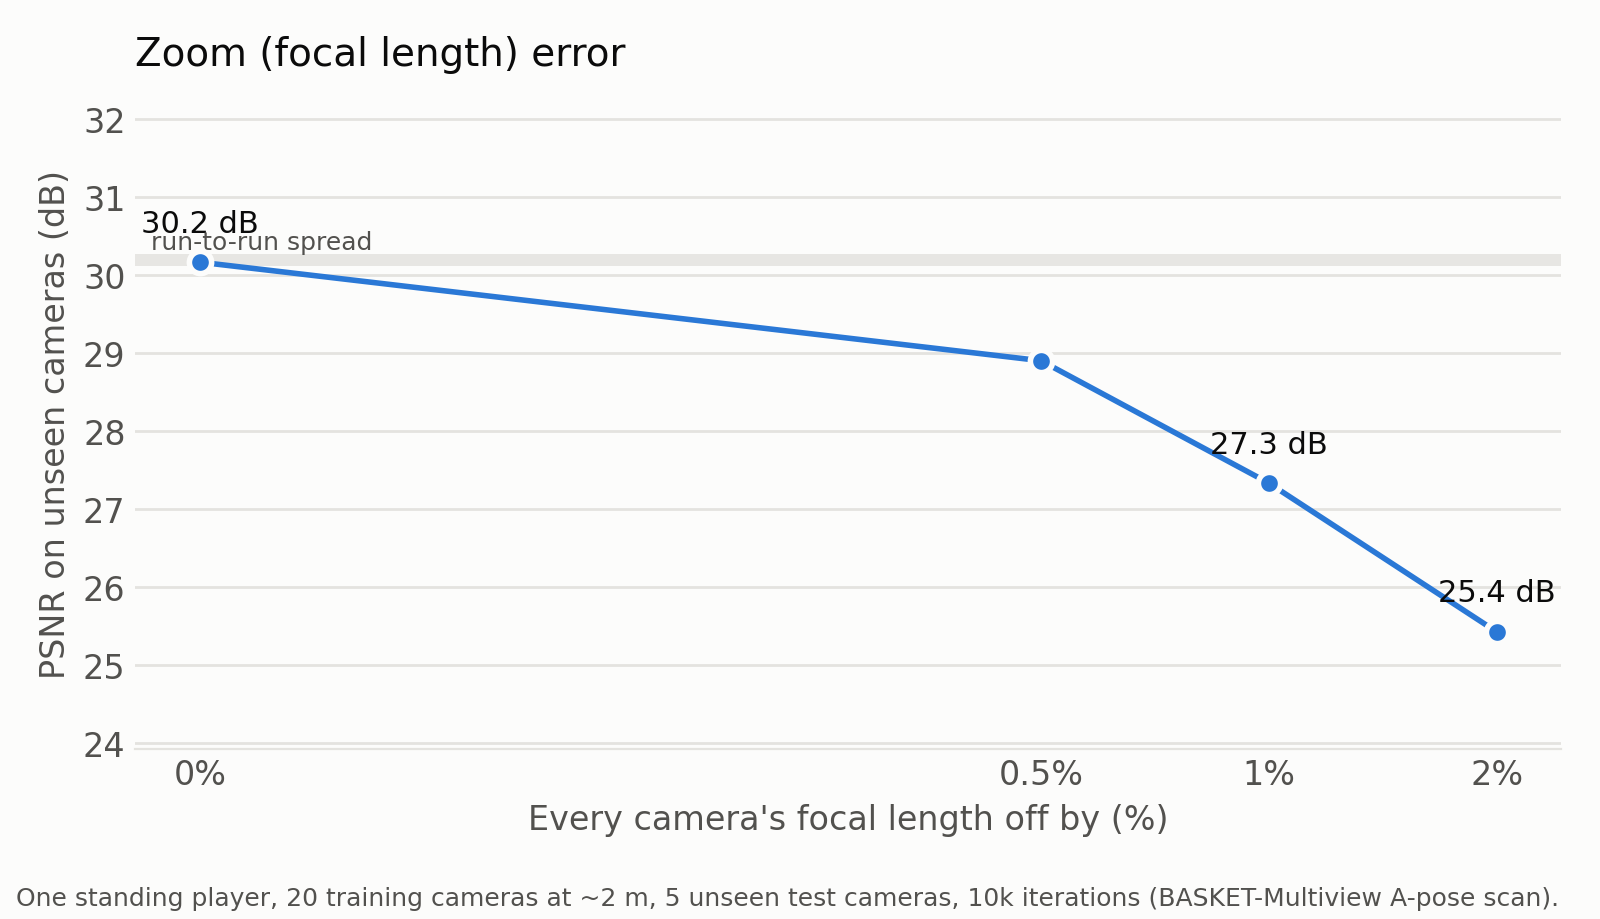 Zoom (focal length) error
32
31
30.2 dB
run-to-run spread
30
29
28
27.3 dB
27
26
25.4 dB
25
24
PSNR on unseen cameras (dB)
0% 0.5% 1% 2%
Every camera's focal length off by (%)
One standing player, 20 training cameras at ~2 m, 5 unseen test cameras, 10k iterations (BASKET-Multiview A-pose scan).